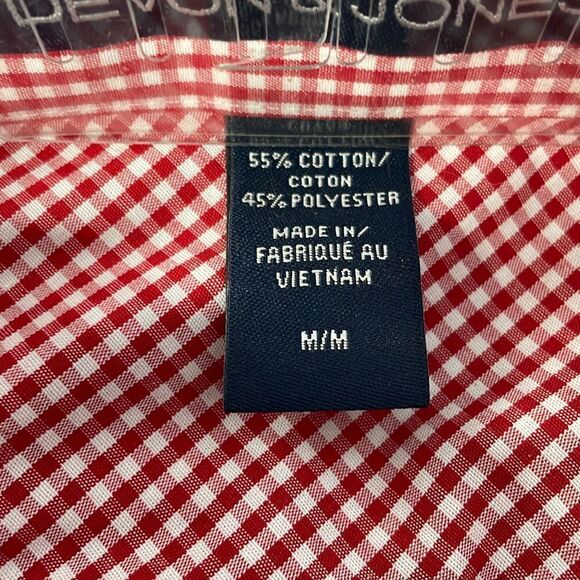 DEVON & JONES
55% COTTON/
COTON
45% POLYESTER
MADE IN/
FABRIQUÉ AU
VIETNAM
M/M